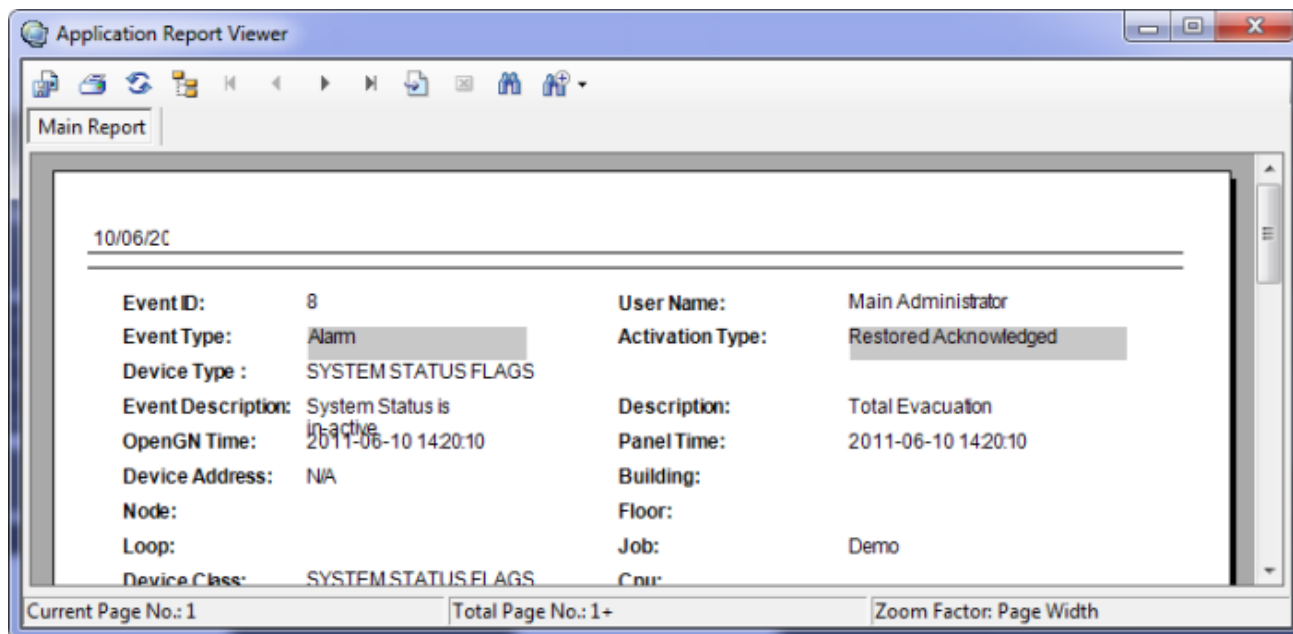 Application Report Viewer
Main Report
10/06/20
Event ID: 8 User Name: Main Administrator
Event Type: Alarm Activation Type: Restored Acknowledged
Device Type : SYSTEM STATUS FLAGS
Event Description: System Status is in-active Description: Total Evacuation
OpenGN Time: 2011-06-10 14:20:10 Panel Time: 2011-06-10 14:20:10
Device Address: N/A Building:
Node: Floor:
Loop: Job: Demo
Device Class: SYSTEM STATUS FLAGS Cpu:
Current Page No.: 1 Total Page No.: 1+ Zoom Factor: Page Width